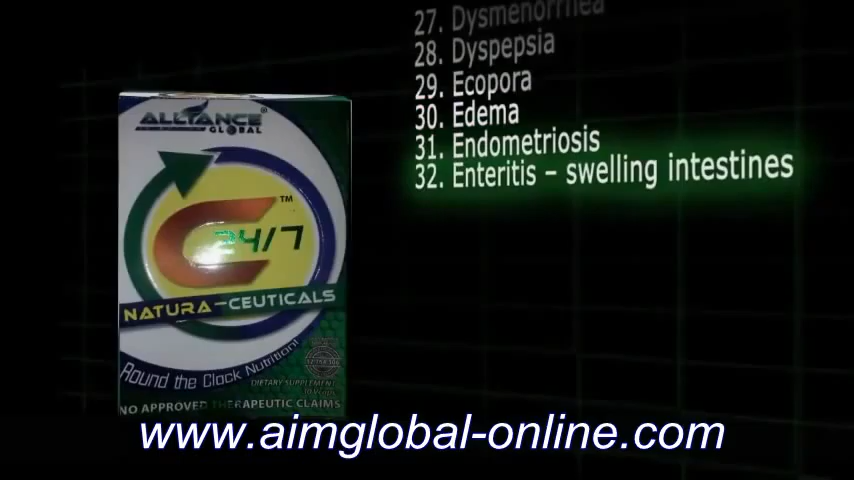 27. Dysmenorrhea
28. Dyspepsia
29. Ecopora
30. Edema
31. Endometriosis
32. Enteritis – swelling intestines
ALLIANCE
GLOBAL
C 24/7 ™
NATURA-CEUTICALS
Round the Clock Nutrition!
DIETARY SUPPLEMENT
NO APPROVED THERAPEUTIC CLAIMS
www.aimglobal-online.com